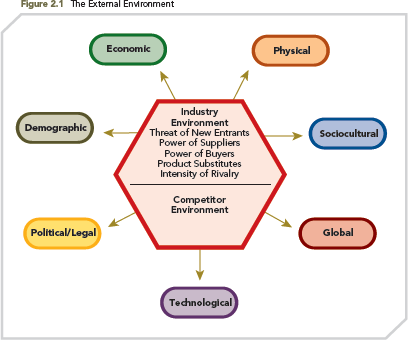 Figure 2.1 The External Environment
Economic
Physical
Industry
Environment
Threat of New Entrants
Power of Suppliers
Power of Buyers
Product Substitutes
Intensity of Rivalry
Demographic
Sociocultural
Competitor
Environment
Political/Legal
Global
Technological